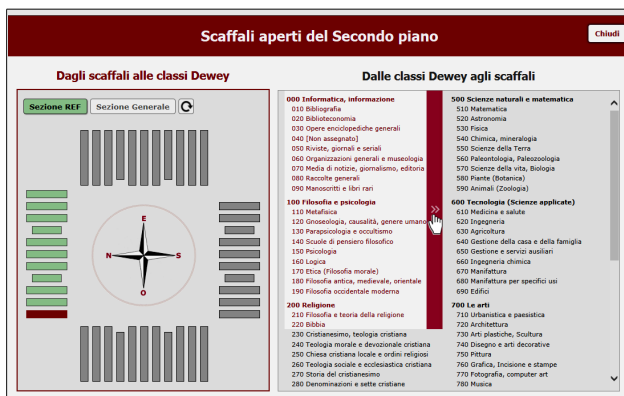 Scaffali aperti del Secondo piano
Chiudi
Dagli scaffali alle classi Dewey
Sezione REF
Sezione Generale
E
N
S
O
Dalle classi Dewey agli scaffali
000 Informatica, informazione
010 Bibliografia
020 Biblioteconomia
030 Opere enciclopediche generali
040 [Non assegnato]
050 Riviste, giornali e seriali
060 Organizzazioni generali e museologia
070 Media di notizie, giornalismo, editoria
080 Raccolte generali
090 Manoscritti e libri rari
100 Filosofia e psicologia
110 Metafisica
120 Gnoseologia, causalità, genere umano
130 Parapsicologia e occultismo
140 Scuole di pensiero filosofico
150 Psicologia
160 Logica
170 Etica (Filosofia morale)
180 Filosofia antica, medievale, orientale
190 Filosofia occidentale moderna
200 Religione
210 Filosofia e teoria della religione
220 Bibbia
230 Cristianesimo, teologia cristiana
240 Teologia morale e devozionale cristiana
250 Chiesa cristiana locale e ordini religiosi
260 Teologia sociale e ecclesiastica cristiana
270 Storia del cristianesimo
280 Denominazioni e sette cristiane
500 Scienze naturali e matematica
510 Matematica
520 Astronomia
530 Fisica
540 Chimica, mineralogia
550 Scienze della Terra
560 Paleontologia, Paleozoologia
570 Scienze della vita, Biologia
580 Piante (Botanica)
590 Animali (Zoologia)
600 Tecnologia (Scienze applicate)
610 Medicina e salute
620 Ingegneria
630 Agricoltura
640 Gestione della casa e della famiglia
650 Gestione e servizi ausiliari
660 Ingegneria chimica
670 Manifattura
680 Manifattura per specifici usi
690 Edifici
700 Le arti
710 Urbanistica e paesistica
720 Architettura
730 Arti plastiche, Scultura
740 Disegno e arti decorative
750 Pittura
760 Grafica, Incisione e stampe
770 Fotografia, computer art
780 Musica